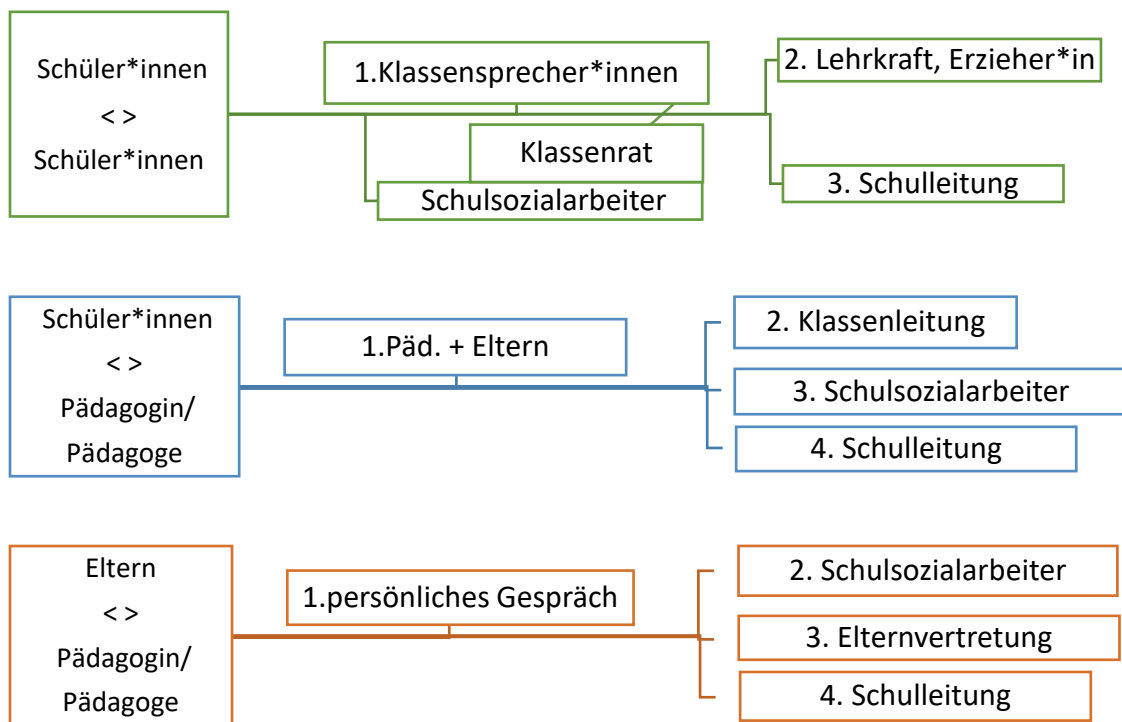 Schüler*innen
< >
Schüler*innen
1.Klassensprecher*innen
Klassenrat
Schulsozialarbeiter
2. Lehrkraft, Erzieher*in
3. Schulleitung
Schüler*innen
< >
Pädagogin/
Pädagoge
1.Päd. + Eltern
2. Klassenleitung
3. Schulsozialarbeiter
4. Schulleitung
Eltern
< >
Pädagogin/
Pädagoge
1.persönliches Gespräch
2. Schulsozialarbeiter
3. Elternvertretung
4. Schulleitung